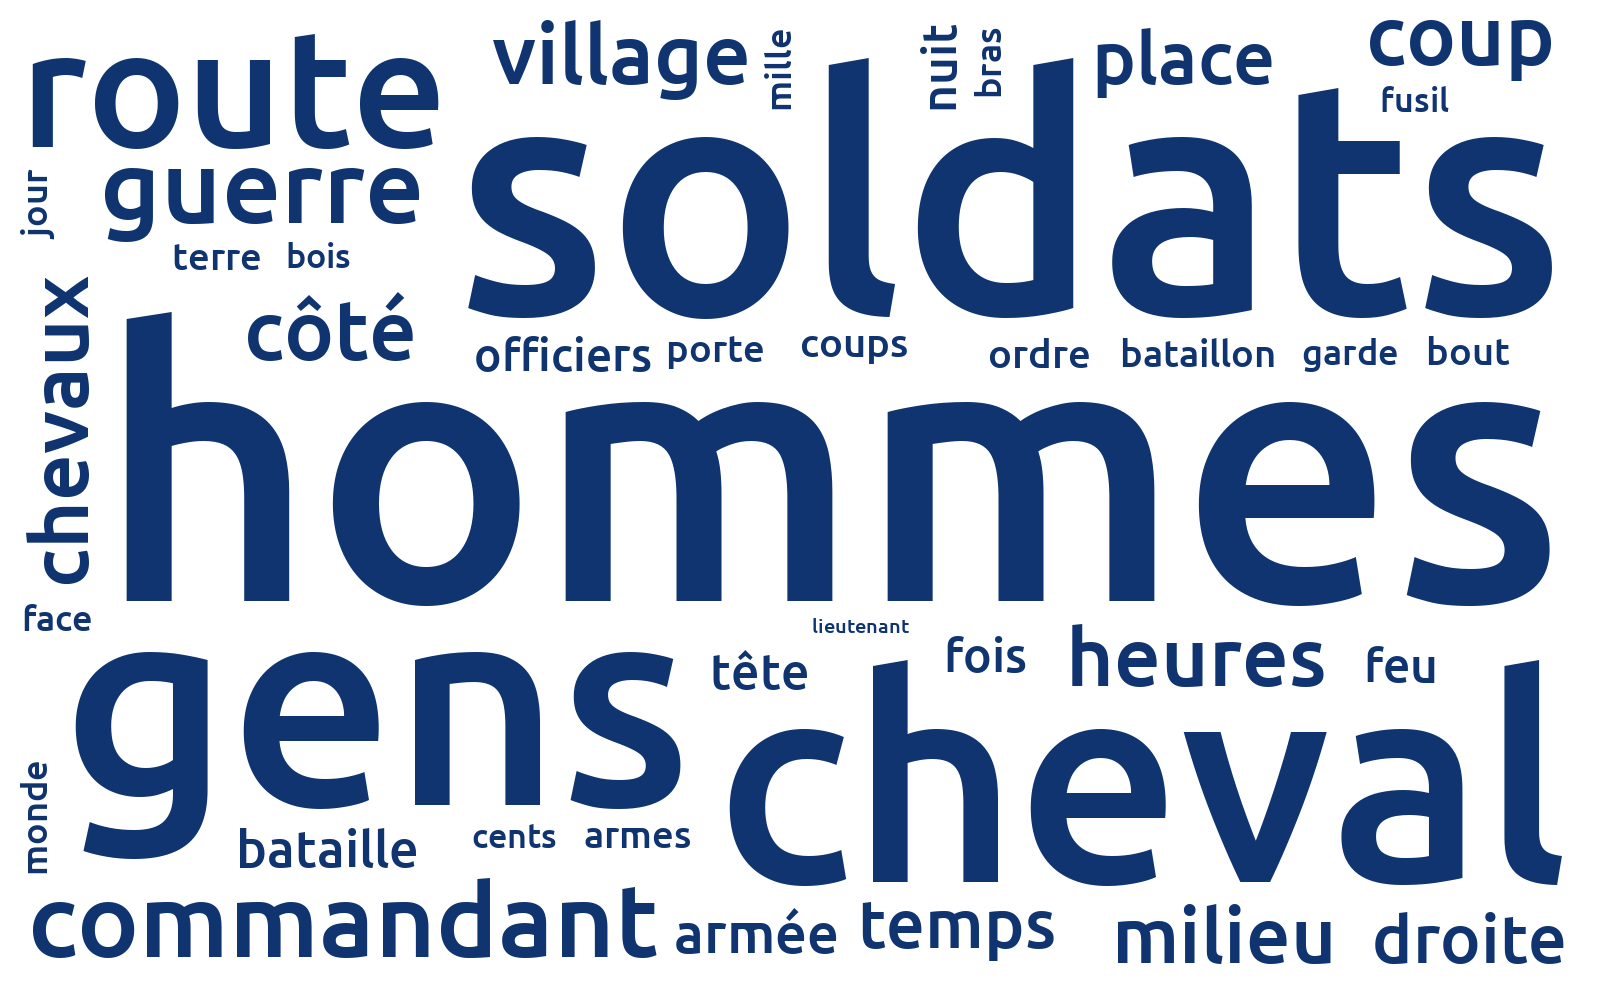 route
village
mille
nuit
bras
place
coup
fusil
soldats
jour
guerre
terre
bois
chevaux
côté
officiers
porte
coups
ordre
bataillon
garde
bout
hommes
face
lieutenant
gens
tête
fois
heures
feu
cheval
monde
bataille
cents
armes
commandant
armée
temps
milieu
droite